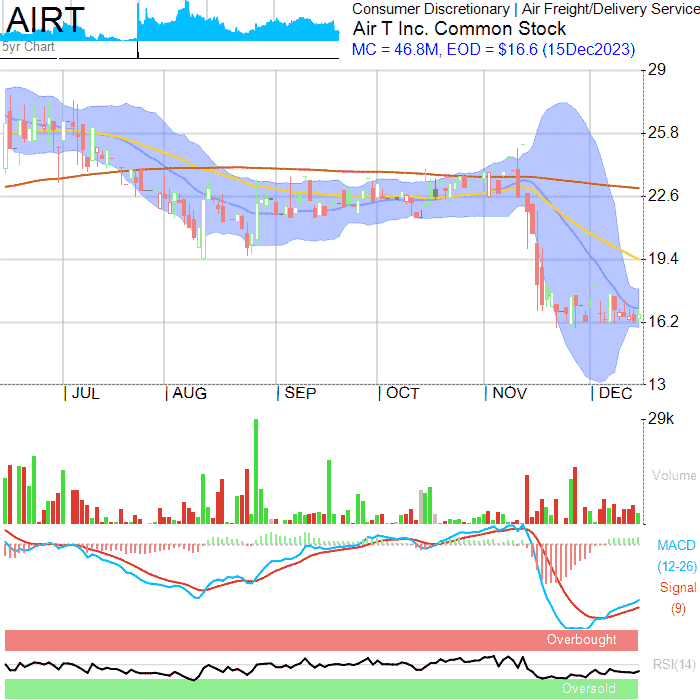 AIRT
5yr Chart
Consumer Discretionary | Air Freight/Delivery Service
Air T Inc. Common Stock
MC = 46.8M, EOD = $16.6 (15Dec2023)
29
25.8
22.6
19.4
16.2
13
JUL
AUG
SEP
OCT
NOV
DEC
29k
Volume
MACD
(12-26)
Signal
(9)
Overbought
RSI(14)
Oversold